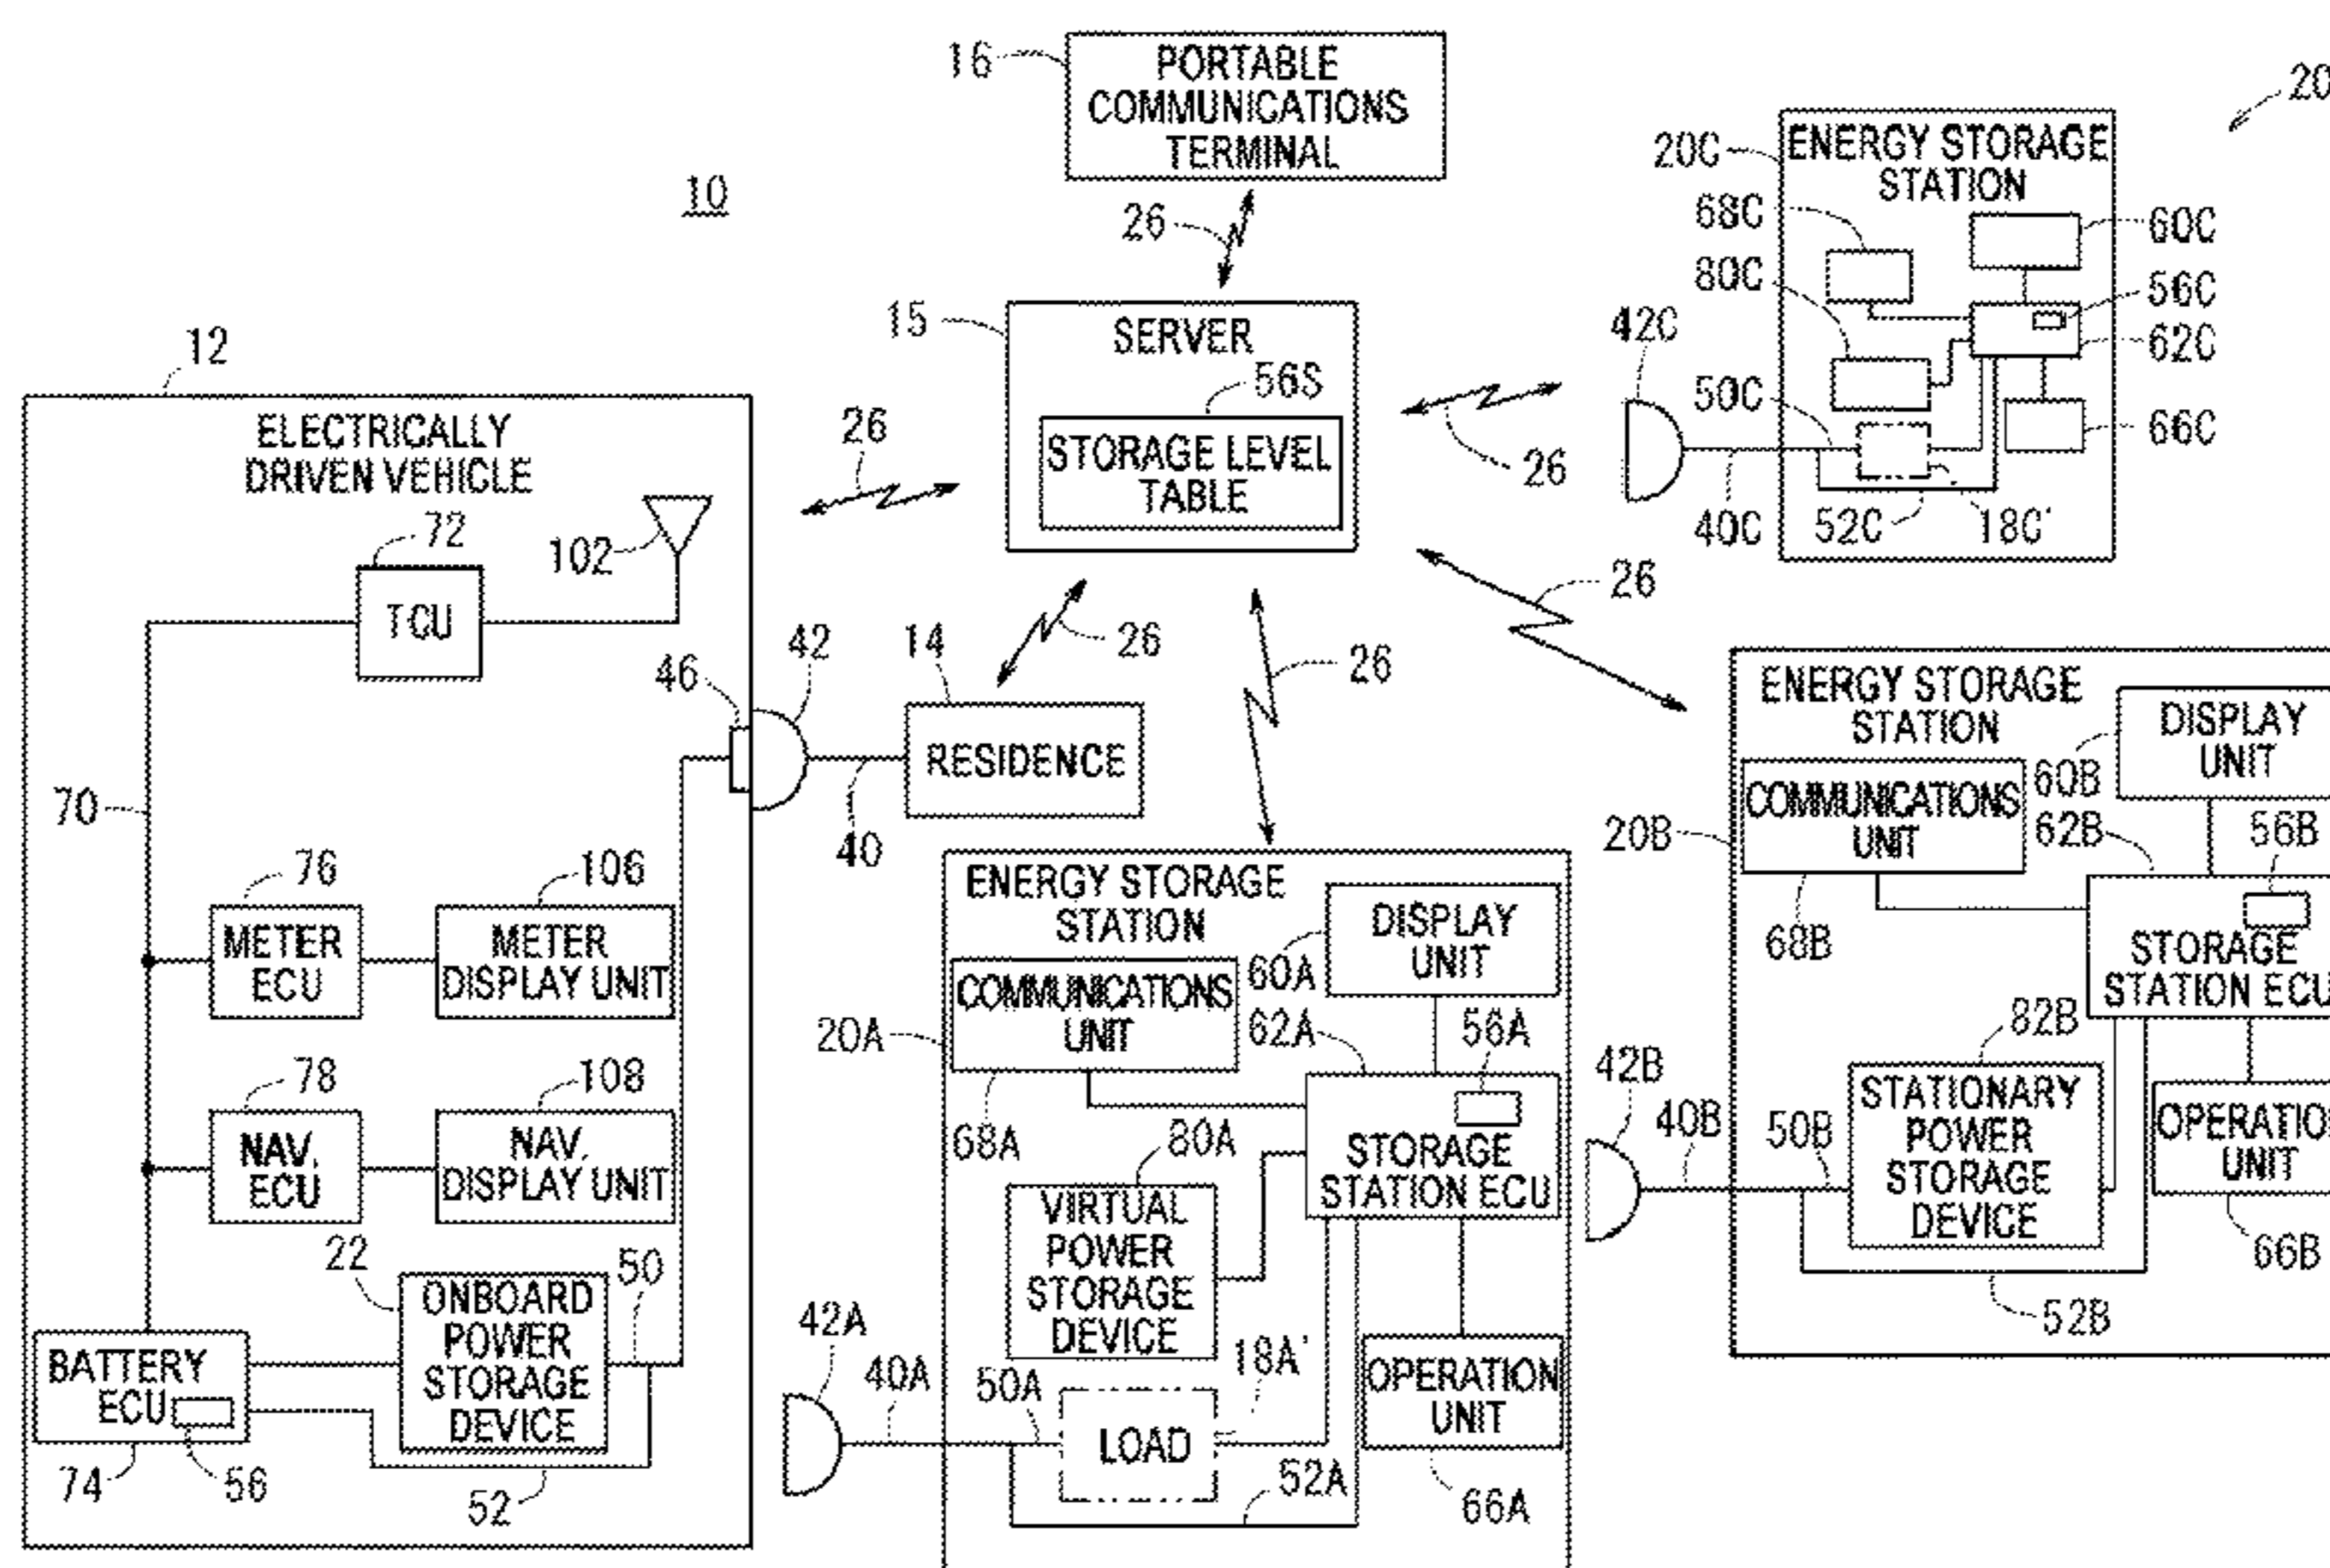 16
PORTABLE
COMMUNICATIONS
TERMINAL
10
26
20C
ENERGY STORAGE
STATION
68C
60C
80C
56C
62C
42C
50C
66C
40C
52C
18C'
15
SERVER
56S
STORAGE LEVEL
TABLE
26
26
26
26
26
12
ELECTRICALLY
DRIVEN VEHICLE
72
102
TCU
46
42
14
RESIDENCE
40
70
76
106
METER
ECU
METER
DISPLAY UNIT
78
108
NAV.
ECU
NAV.
DISPLAY UNIT
22
50
ONBOARD
POWER
STORAGE
DEVICE
BATTERY
ECU
74
56
52
ENERGY STORAGE
STATION
DISPLAY
UNIT
60A
COMMUNICATIONS
UNIT
20A
62A
56A
68A
80A
STORAGE
STATION ECU
VIRTUAL
POWER
STORAGE
DEVICE
42A
40A
50A
18A'
LOAD
52A
OPERATION
UNIT
66A
ENERGY STORAGE
STATION
DISPLAY
UNIT
60B
COMMUNICATIONS
UNIT
20B
62B
56B
68B
STORAGE
STATION ECU
82B
42B
40B
50B
STATIONARY
POWER
STORAGE
DEVICE
UNIT
66B
52B